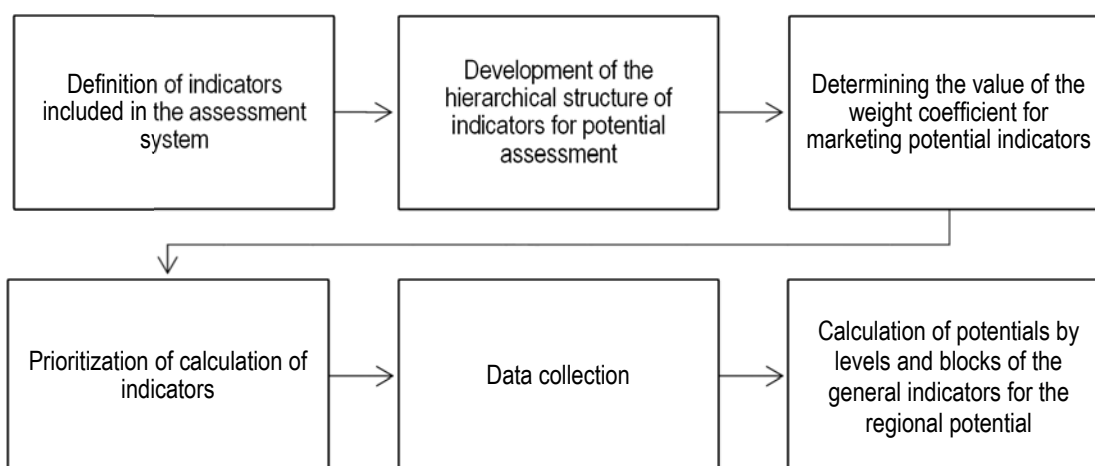 Definition of indicators
included in the assessment
system
Development of the
hierarchical structure of
indicators for potential
assessment
Determining the value of the
weight coefficient for
marketing potential indicators
Prioritization of calculation of
indicators
Data collection
Calculation of potentials by
levels and blocks of the
general indicators for the
regional potential